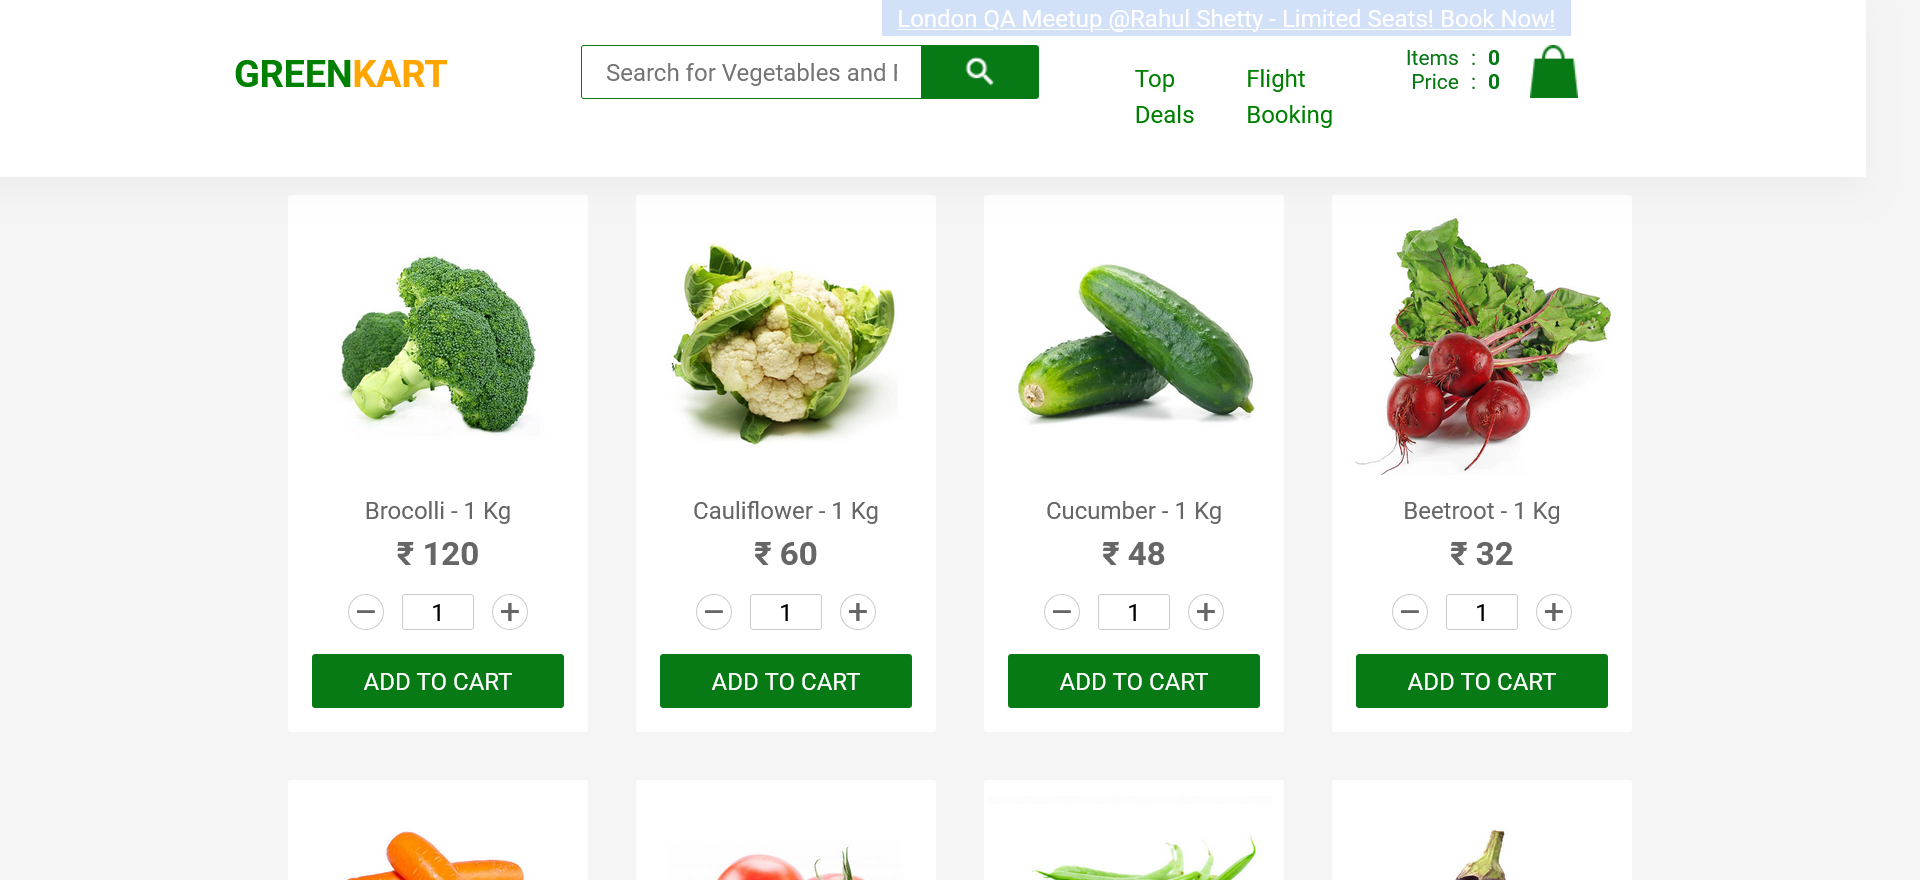 London QA Meetup @Rahul Shetty - Limited Seats! Book Now!
GREENKART
Search for Vegetables and
Top Deals
Flight Booking
Items : 0
Price : 0
Brocolli - 1 Kg
₹ 120
1
ADD TO CART
Cauliflower - 1 Kg
₹ 60
1
ADD TO CART
Cucumber - 1 Kg
₹ 48
1
ADD TO CART
Beetroot - 1 Kg
₹ 32
1
ADD TO CART